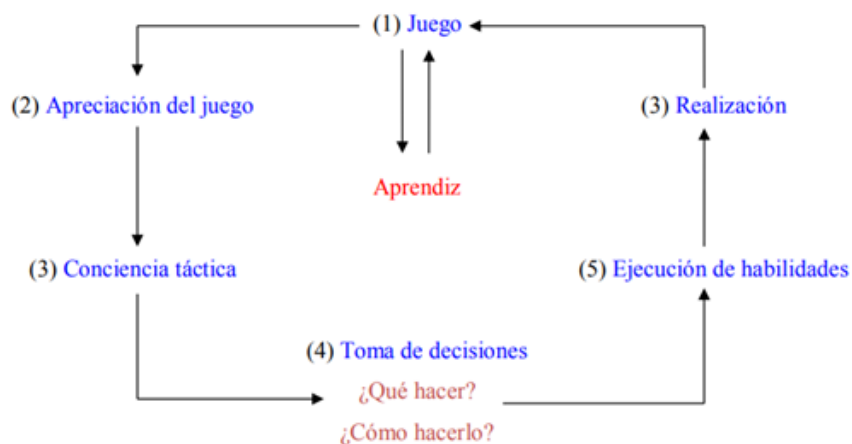 (1) Juego
(2) Apreciación del juego
(3) Realización
Aprendiz
(3) Conciencia táctica
(5) Ejecución de habilidades
(4) Toma de decisiones
¿Qué hacer?
¿Cómo hacerlo?